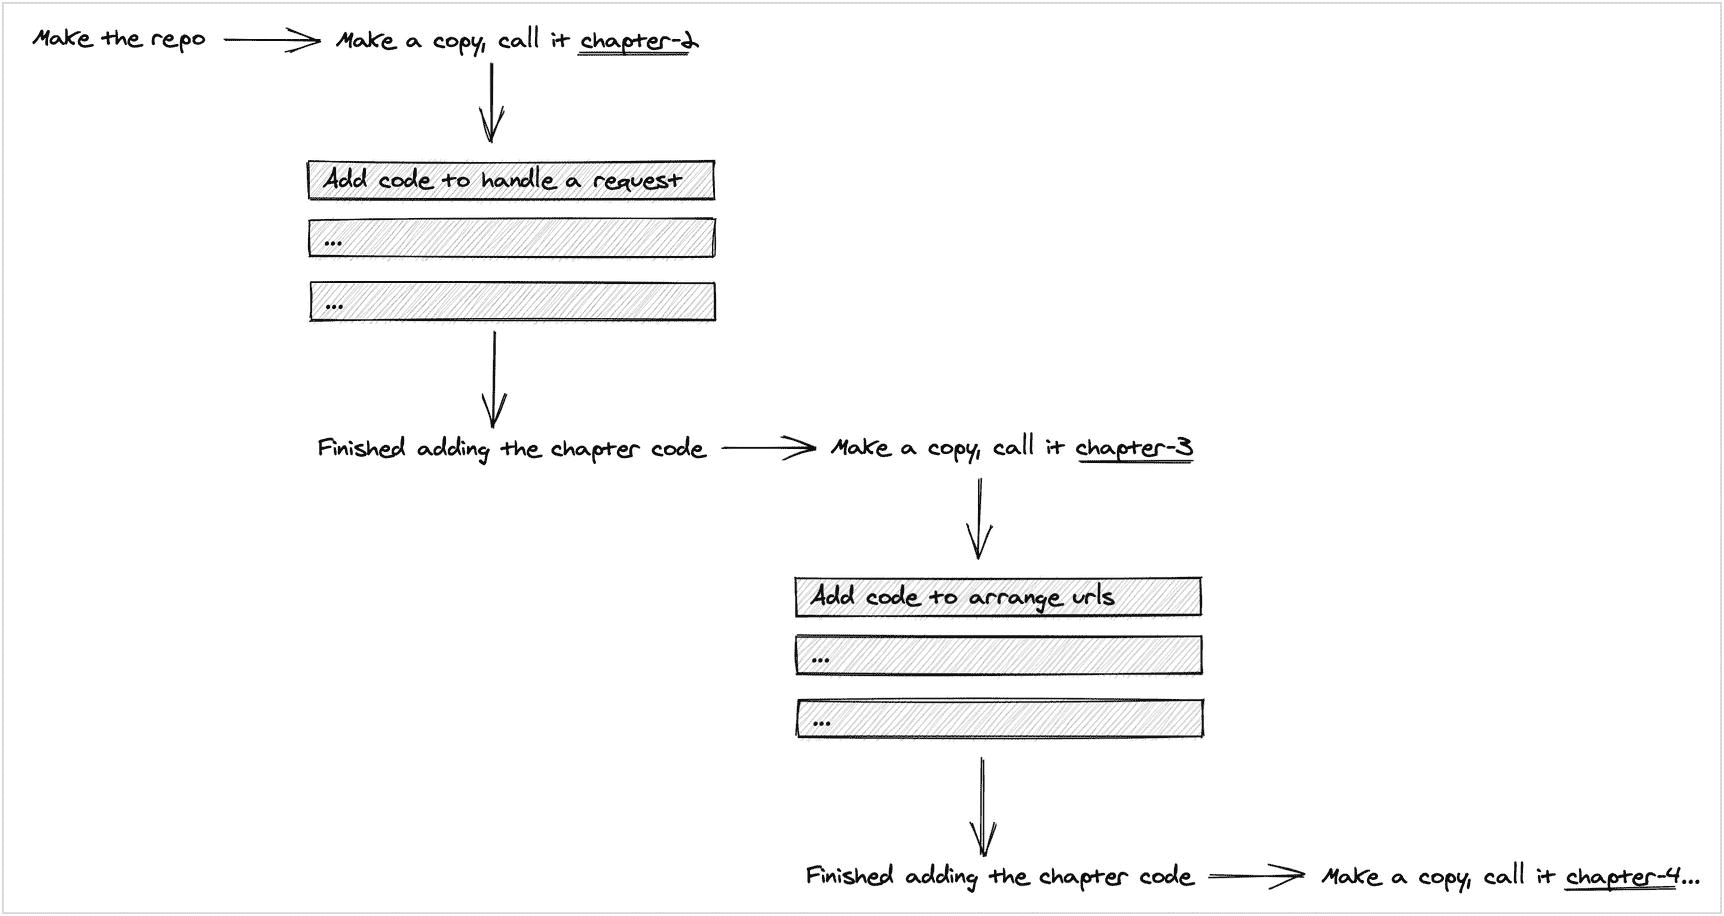 Make the repo
Make a copy, call it chapter-2
Add code to handle a request
...
...
Finished adding the chapter code
Make a copy, call it chapter-3
Add code to arrange urls
...
...
Finished adding the chapter code
Make a copy, call it chapter-4...